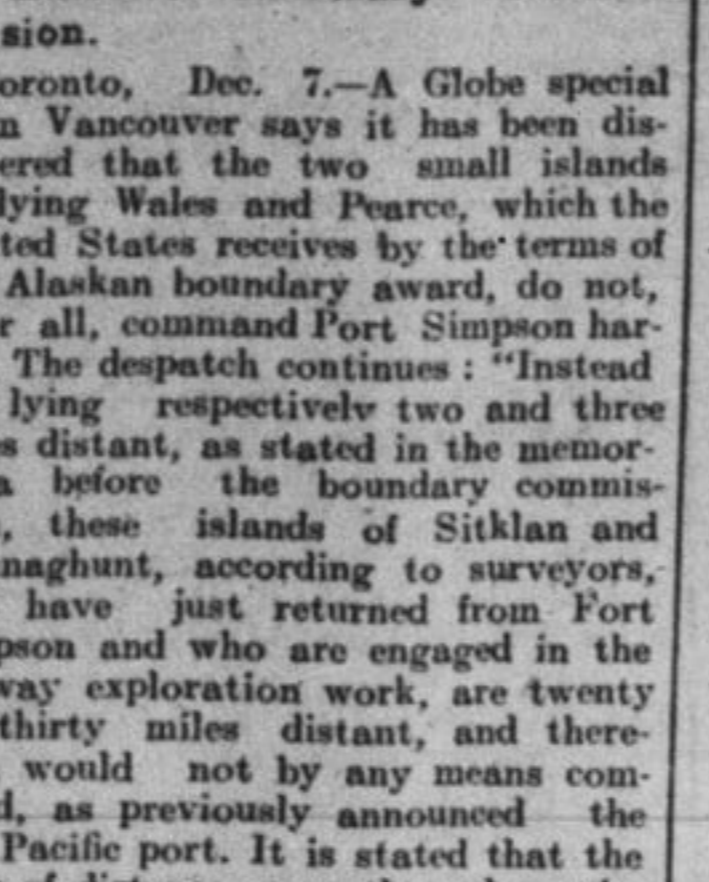 sion.
oronto, Dec. 7.—A Globe special
n Vancouver says it has been dis-
ered that the two small islands
lying Wales and Pearce, which the
ted States receives by the terms of
Alaskan boundary award, do not,
r all, command Port Simpson har-
The despatch continues: "Instead
lying respectively two and three
s distant, as stated in the memor-
a before the boundary commis-
, these islands of Sitklan and
naghunt, according to surveyors,
have just returned from Fort
pson and who are engaged in the
way exploration work, are twenty
thirty miles distant, and there-
would not by any means com-
d, as previously announced the
Pacific port. It is stated that the